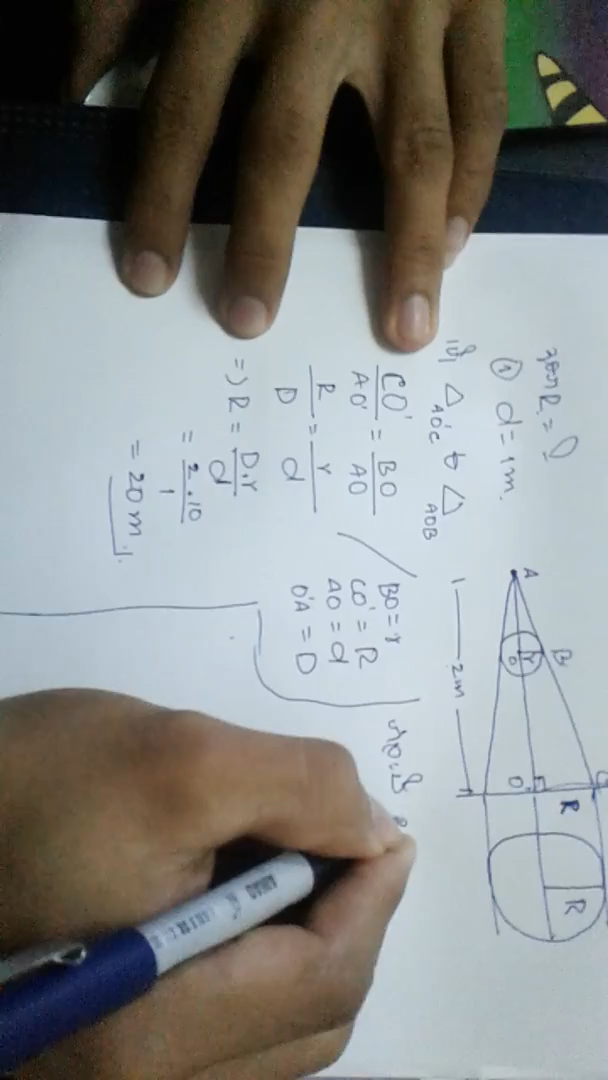 R = ?
① d = 1m.
△AO'C △AOB
CO'/AO' = BO/AO
R/D = r/d
=> R = D.r/d
= 2.10/1
= 20 m
BO = r
CO' = R
AO = d
O'A = D
A
B
r
O
2m
O'
R
R